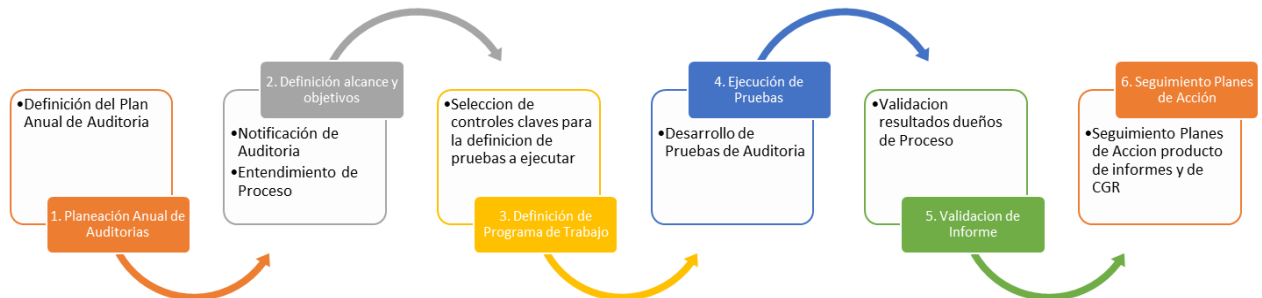 •Definición del Plan
Anual de Auditoria
1. Planeación Anual de
Auditorias
2. Definición alcance y
objetivos
•Notificación de
Auditoria
•Entendimiento de
Proceso
•Seleccion de
controles claves para
la definicion de
pruebas a ejecutar
3. Definición de
Programa de Trabajo
4. Ejecución de
Pruebas
•Desarrollo de
Pruebas de Auditoria
•Validacion
resultados dueños
de Proceso
5. Validacion de
Informe
6. Seguimiento Planes
de Acción
•Seguimiento Planes
de Accion producto
de informes y de
CGR